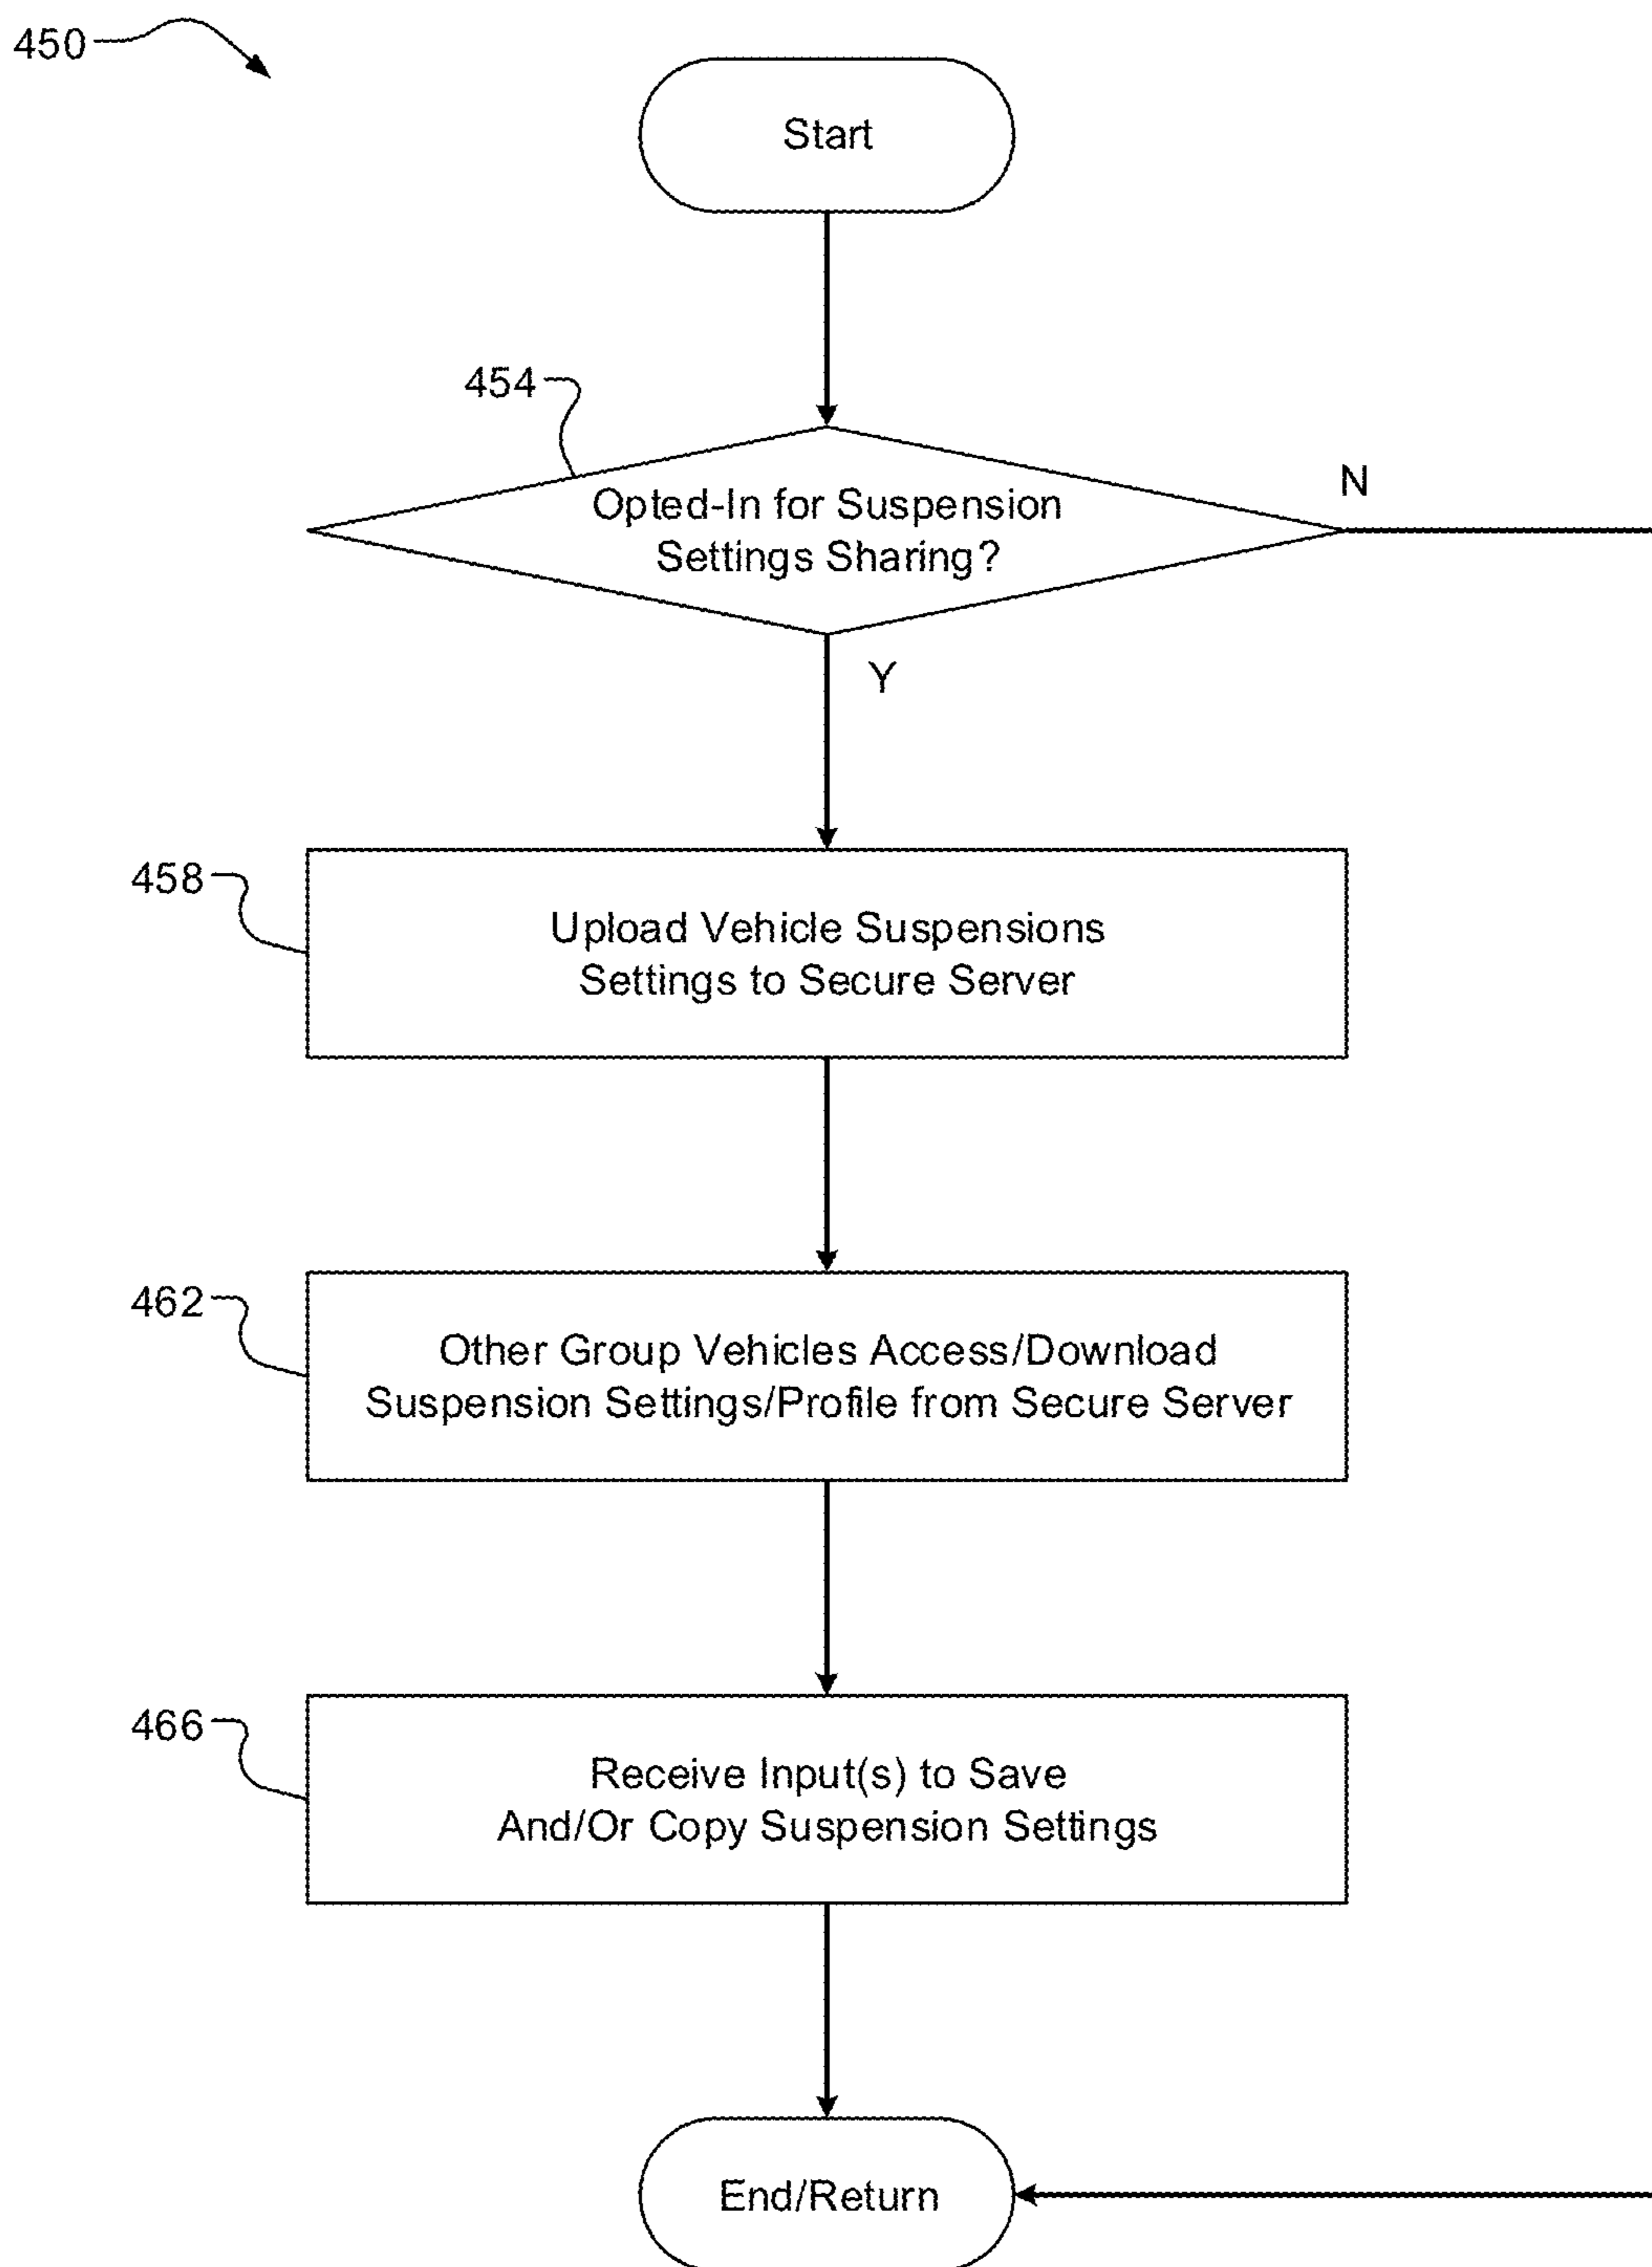 450
Start
454
Opted-In for Suspension
Settings Sharing?
N
Y
458
Upload Vehicle Suspensions
Settings to Secure Server
462
Other Group Vehicles Access/Download
Suspension Settings/Profile from Secure Server
466
Receive Input(s) to Save
And/Or Copy Suspension Settings
End/Return